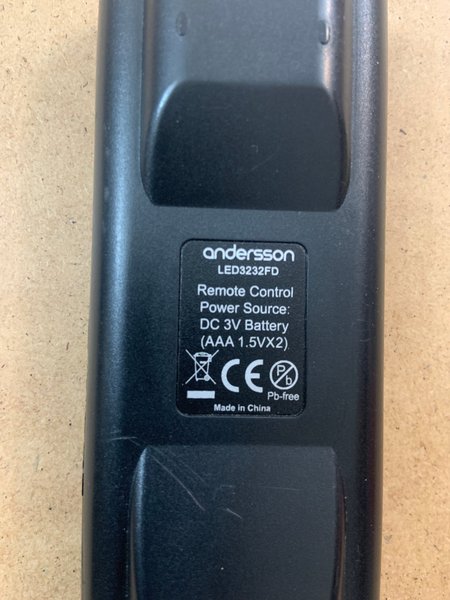 andersson
LED3232FD
Remote Control
Power Source:
DC 3V Battery
(AAA 1.5VX2)
CE Pb
Pb-free
Made in China